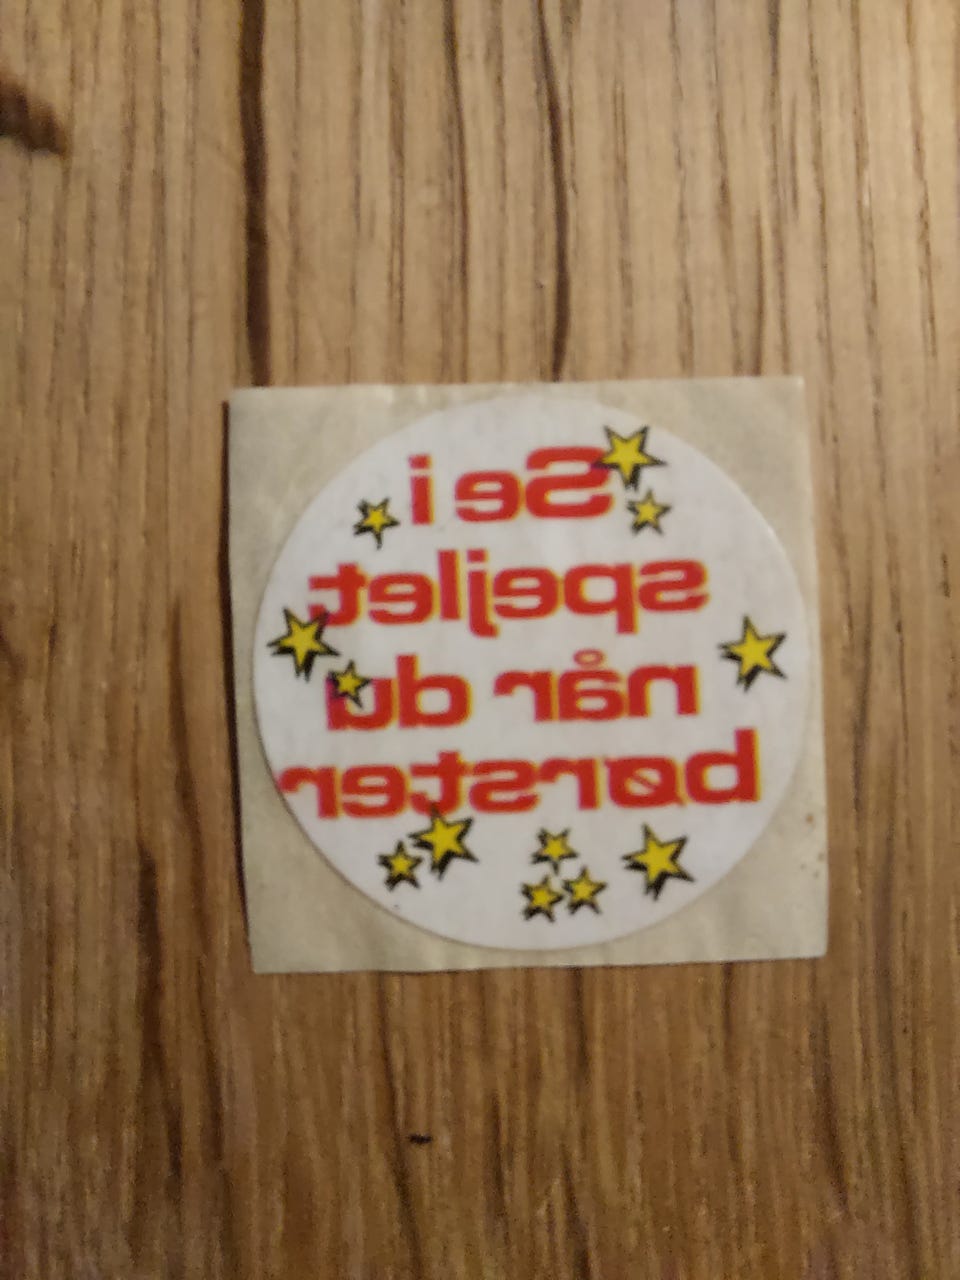 Se i
spejlet
når du
børster